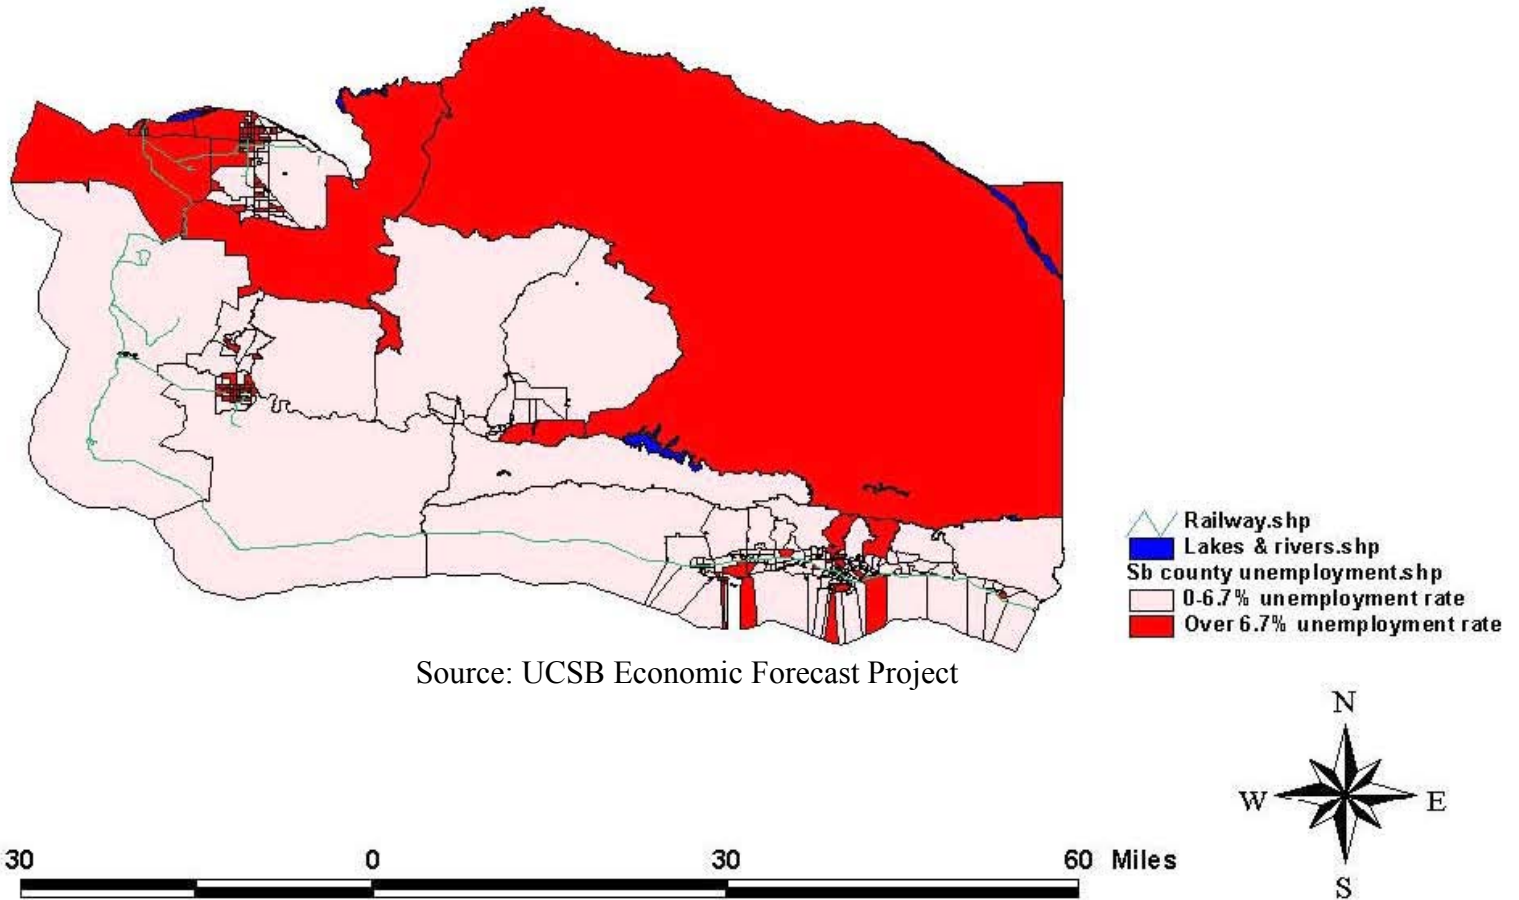 Railway.shp
Lakes & rivers.shp
Sb county unemployment.shp
0-6.7% unemployment rate
Over 6.7% unemployment rate
Source: UCSB Economic Forecast Project
N
W E
S
30 0 30 60 Miles